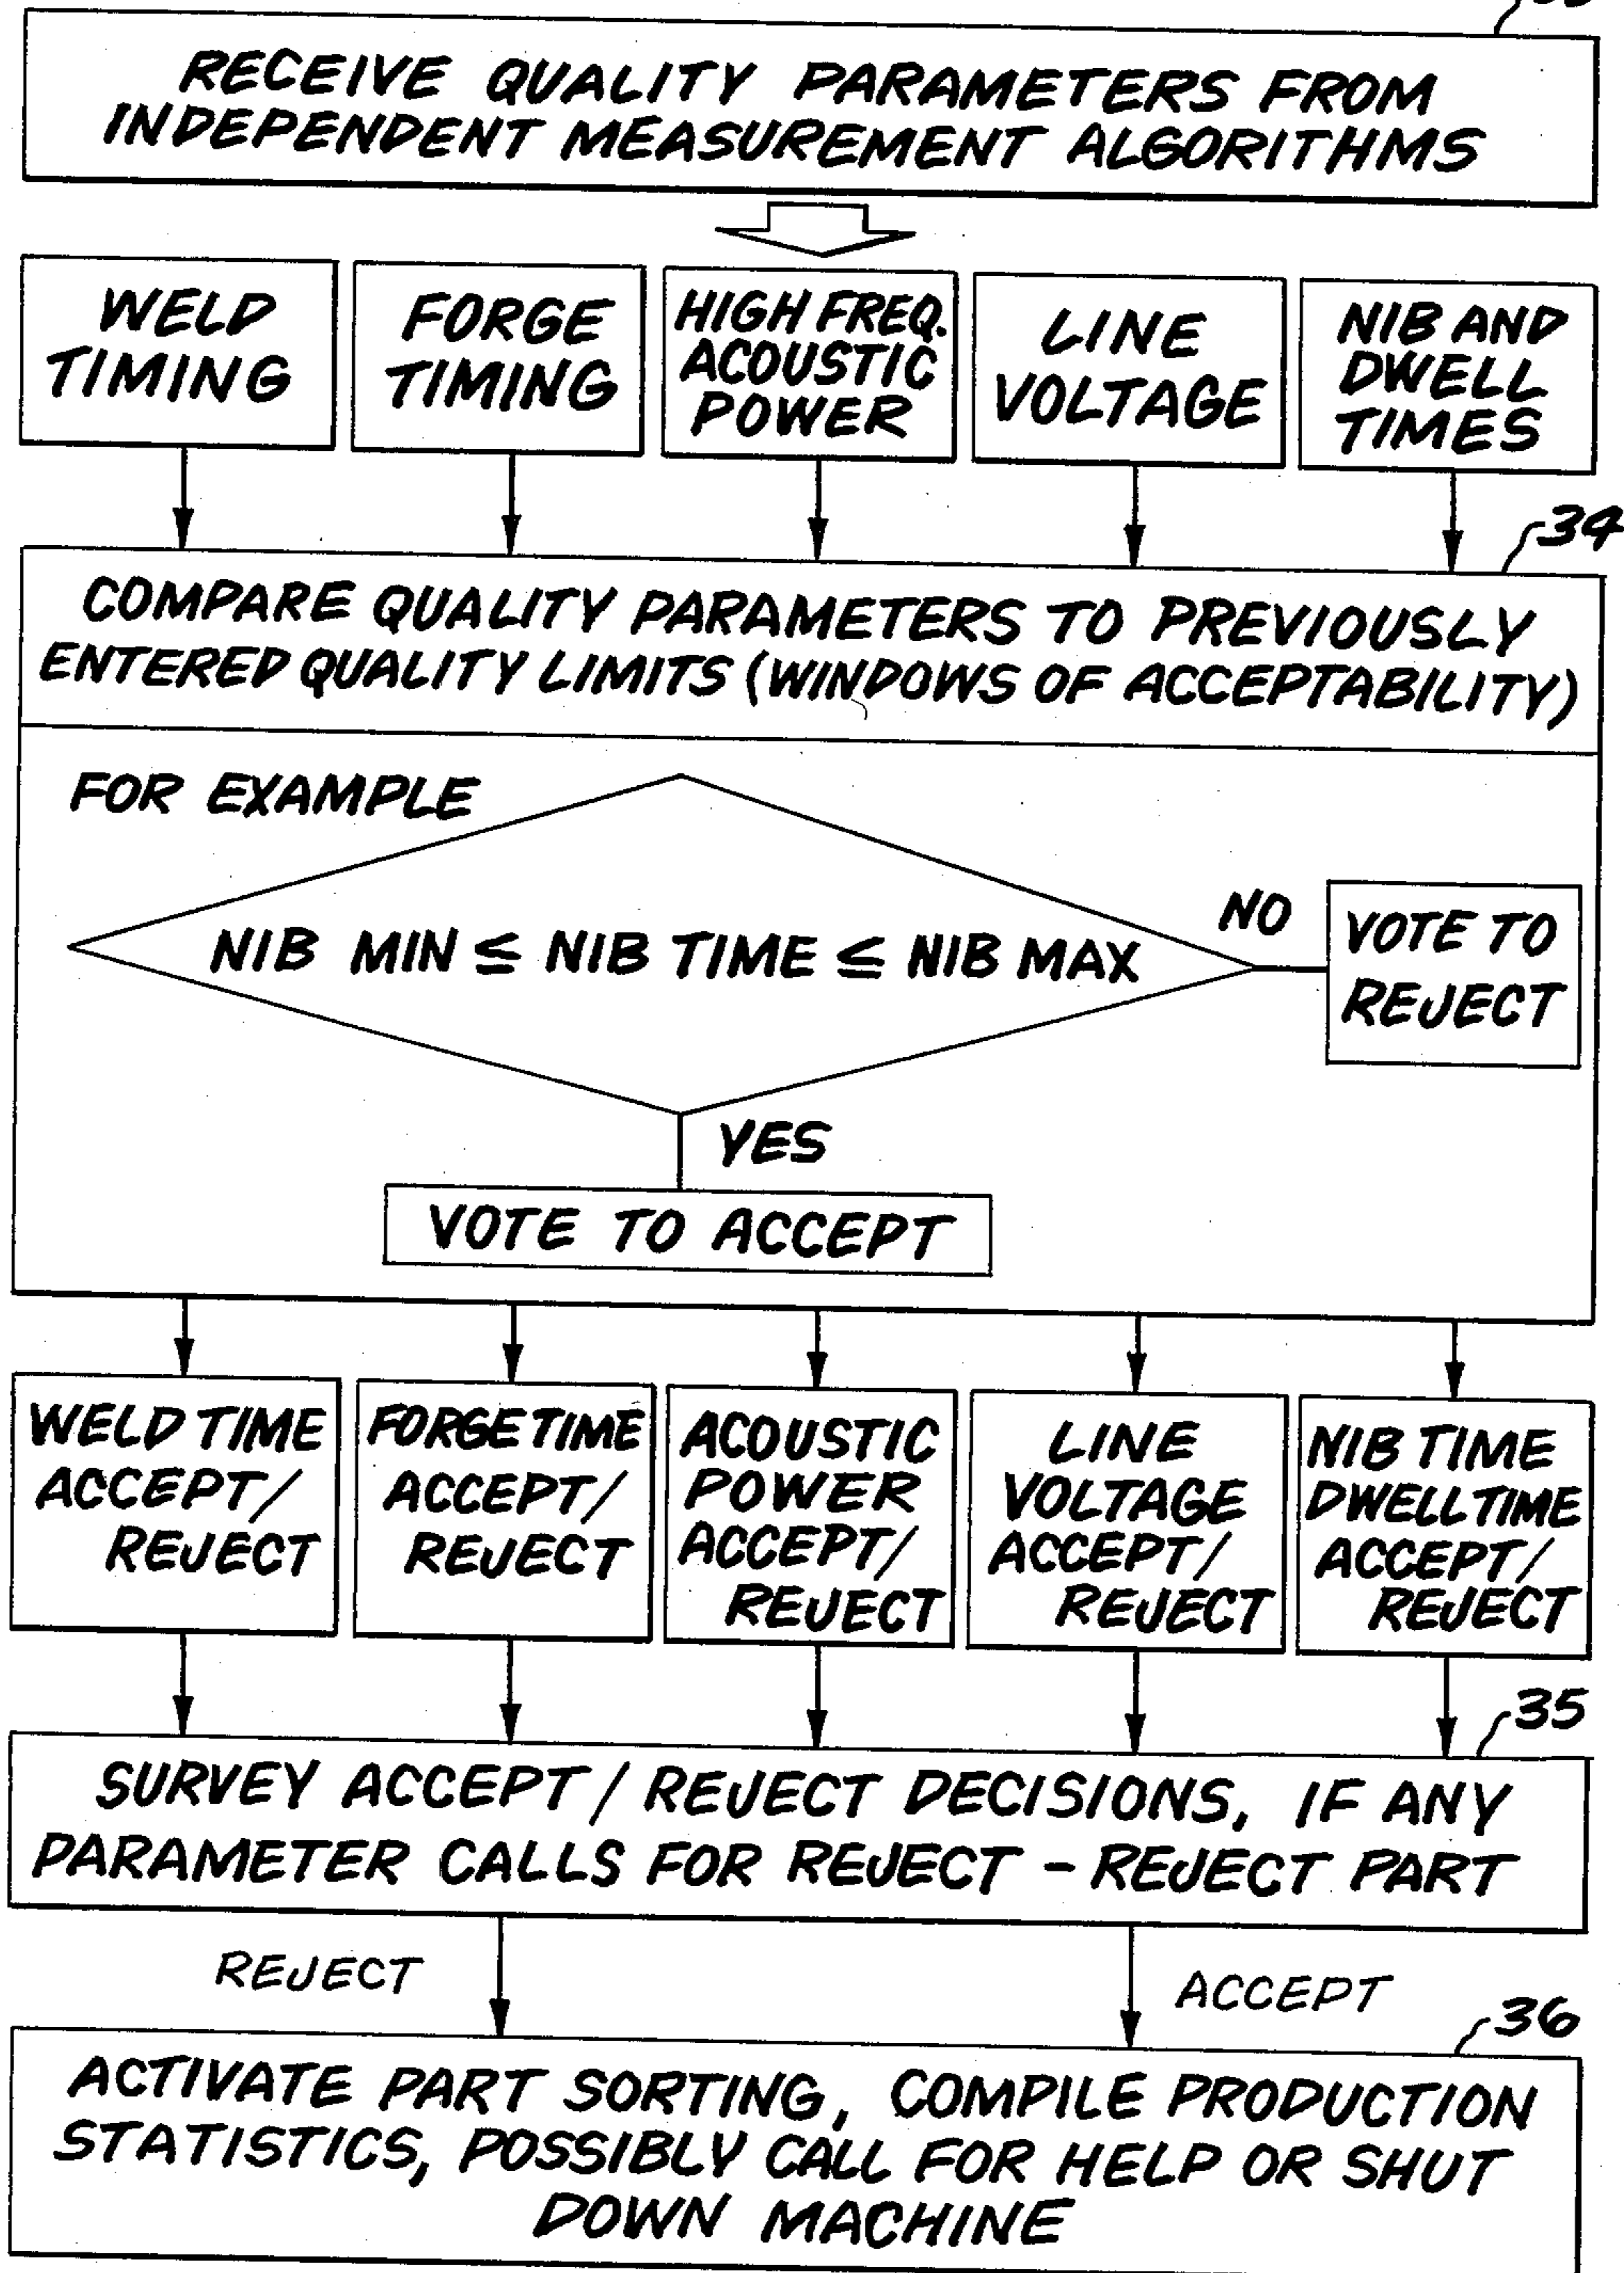 RECEIVE QUALITY PARAMETERS FROM
INDEPENDENT MEASUREMENT ALGORITHMS
WELD
TIMING
FORGE
TIMING
HIGH FREQ.
ACOUSTIC
POWER
LINE
VOLTAGE
NIB AND
DWELL
TIMES
34
COMPARE QUALITY PARAMETERS TO PREVIOUSLY
ENTERED QUALITY LIMITS (WINDOWS OF ACCEPTABILITY)
FOR EXAMPLE
NIB MIN ≤ NIB TIME ≤ NIB MAX
NO
VOTE TO
REJECT
YES
VOTE TO ACCEPT
WELD TIME
ACCEPT/
REJECT
FORGE TIME
ACCEPT/
REJECT
ACOUSTIC
POWER
ACCEPT/
REJECT
LINE
VOLTAGE
ACCEPT/
REJECT
NIB TIME
DWELL TIME
ACCEPT/
REJECT
35
SURVEY ACCEPT / REJECT DECISIONS, IF ANY
PARAMETER CALLS FOR REJECT - REJECT PART
REJECT
ACCEPT
36
ACTIVATE PART SORTING, COMPILE PRODUCTION
STATISTICS, POSSIBLY CALL FOR HELP OR SHUT
DOWN MACHINE